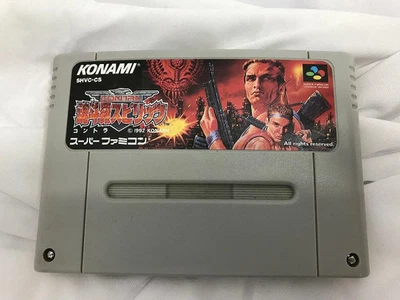 KONAMI
SHVC-CS
魂斗羅スピリッツ
コントラ
© 1992 KONAMI
スーパーファミコン
All rights reserved.